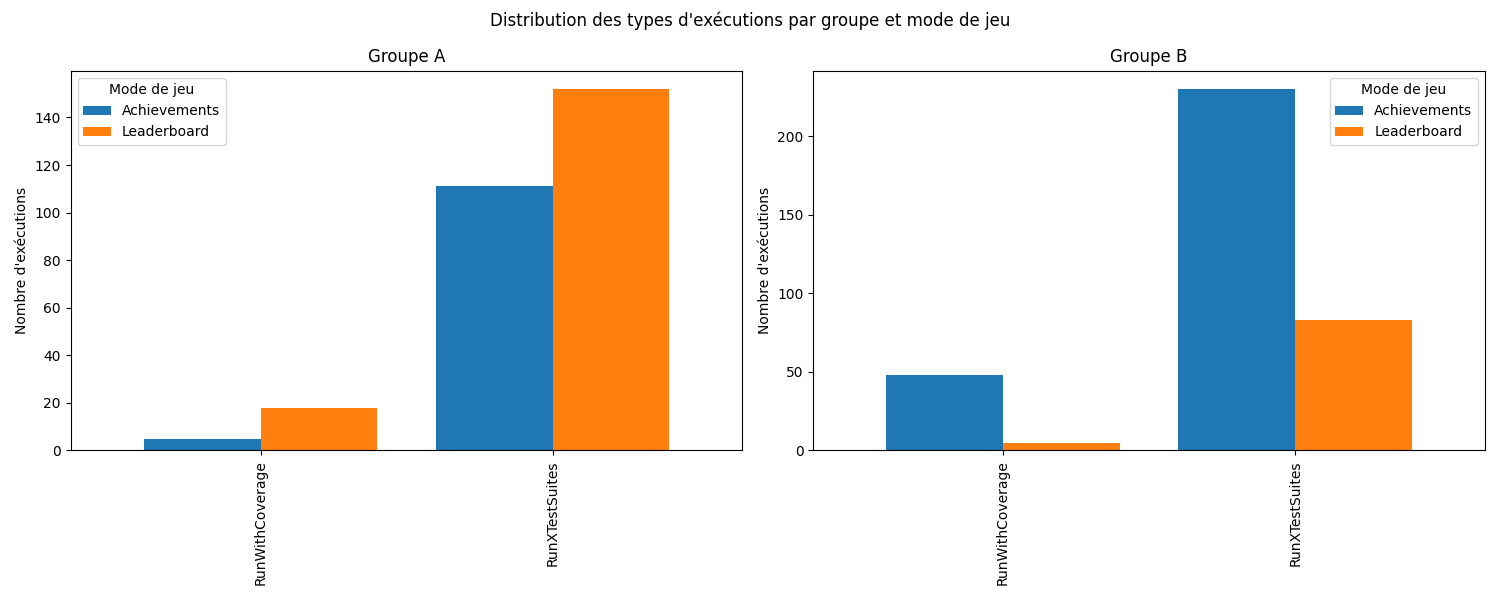 Distribution des types d'exécutions par groupe et mode de jeu
Groupe A
Mode de jeu
Achievements
Leaderboard
Nombre d'exécutions
140
120
100
80
60
40
20
0
RunWithCoverage
RunXTestSuites
Groupe B
Mode de jeu
Achievements
Leaderboard
Nombre d'exécutions
200
150
100
50
0
RunWithCoverage
RunXTestSuites